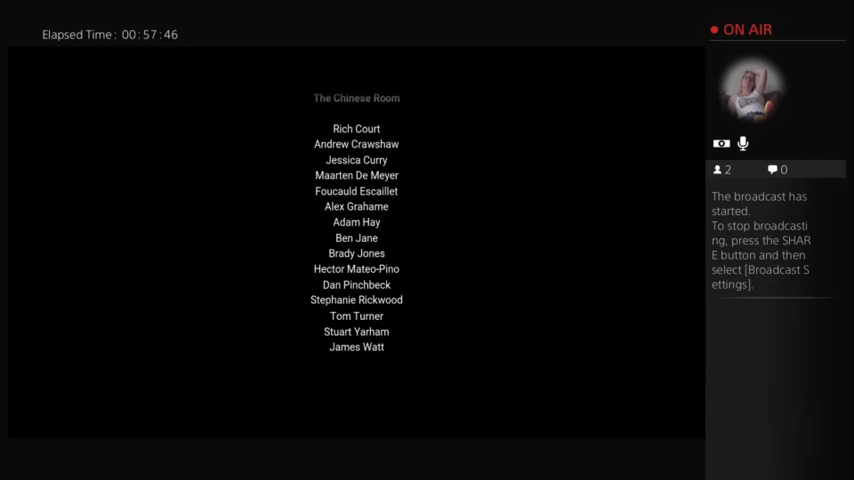 Elapsed Time: 00:57:46
ON AIR
The Chinese Room
Rich Court
Andrew Crawshaw
Jessica Curry
Maarten De Meyer
Foucauld Escaillet
Alex Grahame
Adam Hay
Ben Jane
Brady Jones
Hector Mateo-Pino
Dan Pinchbeck
Stephanie Rickwood
Tom Turner
Stuart Yarham
James Watt
2
0
The broadcast has
started.
To stop broadcasti
ng, press the SHAR
E button and then
select [Broadcast S
ettings].